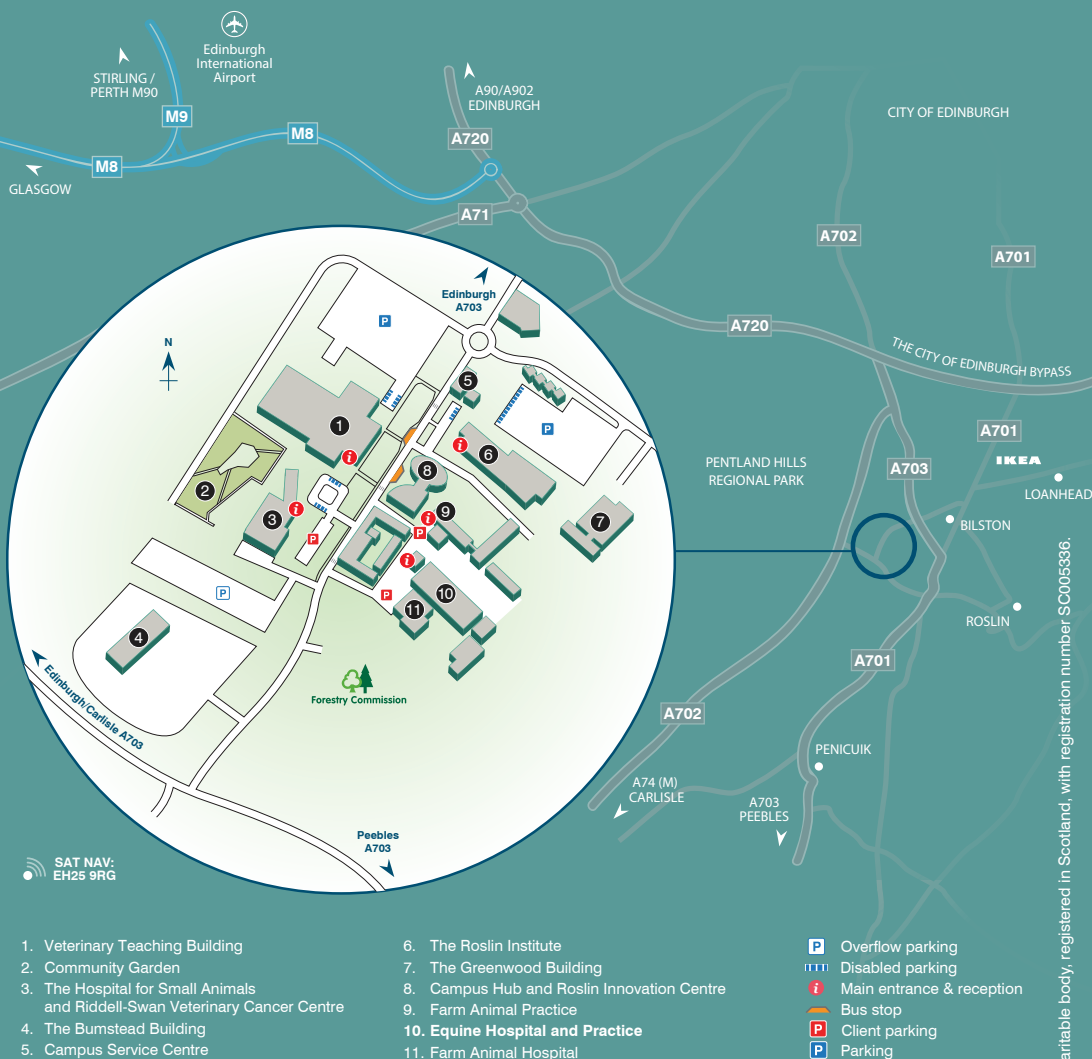 Edinburgh
International
Airport
STIRLING /
PERTH M90
A90/A902
EDINBURGH
CITY OF EDINBURGH
M9
M8
A720
M8
GLASGOW
A71
A702
A701
Edinburgh
A703
A720
THE CITY OF EDINBURGH BYPASS
N
P
5
1
i
i
6
P
A701
IKEA
LOANHEAD
PENTLAND HILLS
REGIONAL PARK
A703
8
2
i
3
i
9
7
BILSTON
P
P
i
10
P
11
P
4
ROSLIN
A701
Forestry Commission
Edinburgh/Carlisle A703
A702
PENICUIK
A74 (M)
CARLISLE
A703
PEEBLES
Peebles
A703
SAT NAV:
EH25 9RG
1. Veterinary Teaching Building
2. Community Garden
3. The Hospital for Small Animals
and Riddell-Swan Veterinary Cancer Centre
4. The Bumstead Building
5. Campus Service Centre
6. The Roslin Institute
7. The Greenwood Building
8. Campus Hub and Roslin Innovation Centre
9. Farm Animal Practice
10. Equine Hospital and Practice
11. Farm Animal Hospital
P Overflow parking
Disabled parking
i Main entrance & reception
Bus stop
P Client parking
P Parking
aritable body, registered in Scotland, with registration number SC005336.